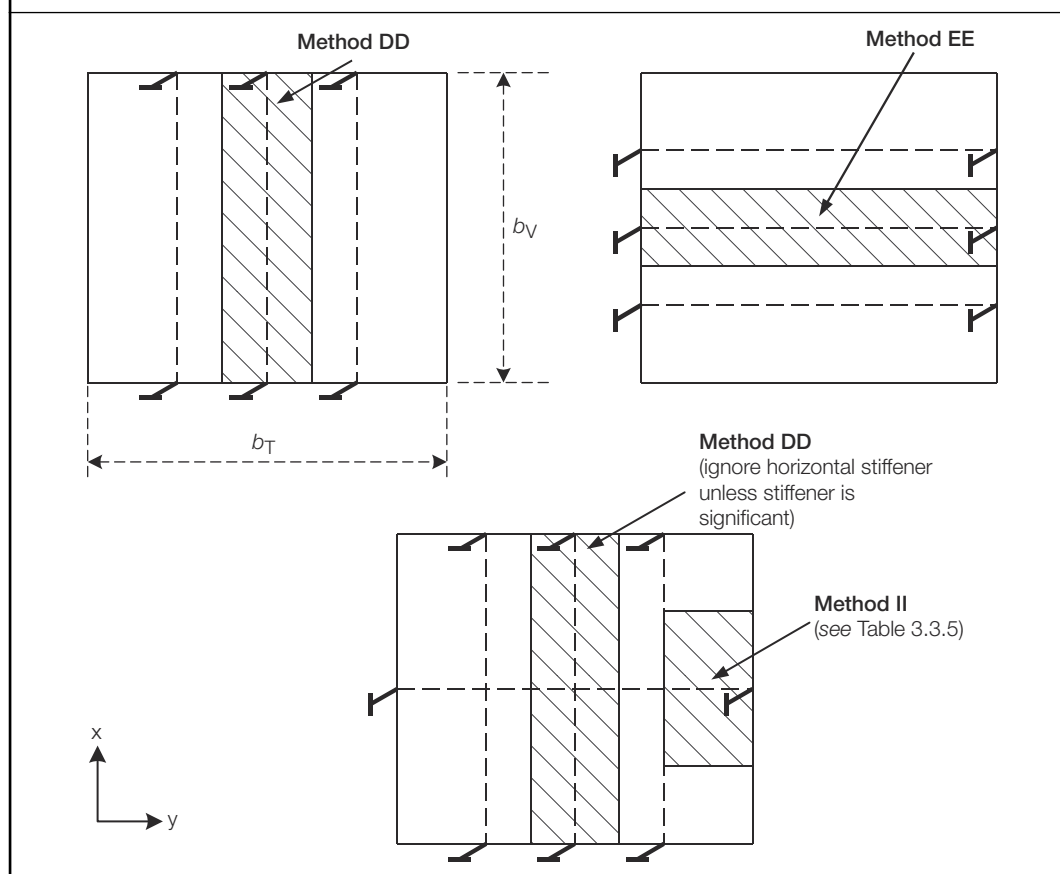 Method DD
Method EE
bV
bT
Method DD
(ignore horizontal stiffener
unless stiffener is
significant)
Method II
(see Table 3.3.5)
x
y